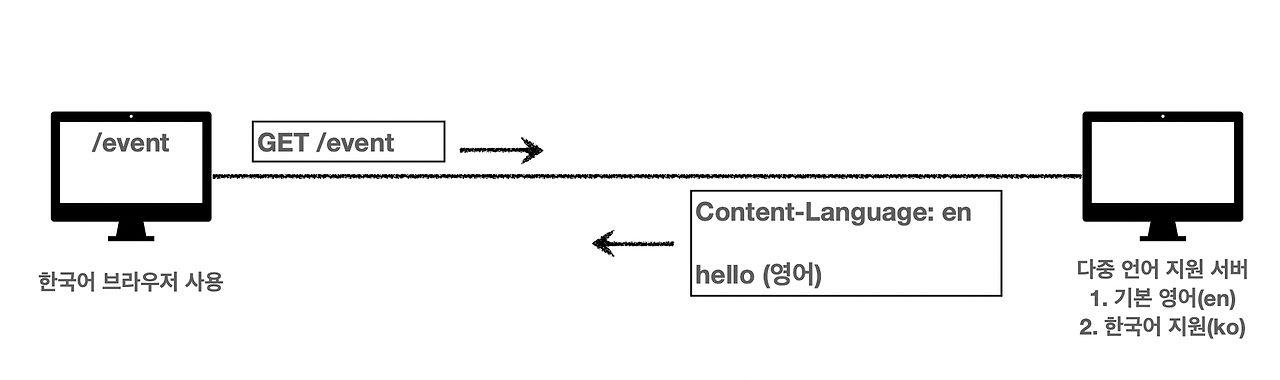 /event
GET /event
Content-Language: en
hello (영어)
한국어 브라우저 사용
다중 언어 지원 서버
1. 기본 영어(en)
2. 한국어 지원(ko)